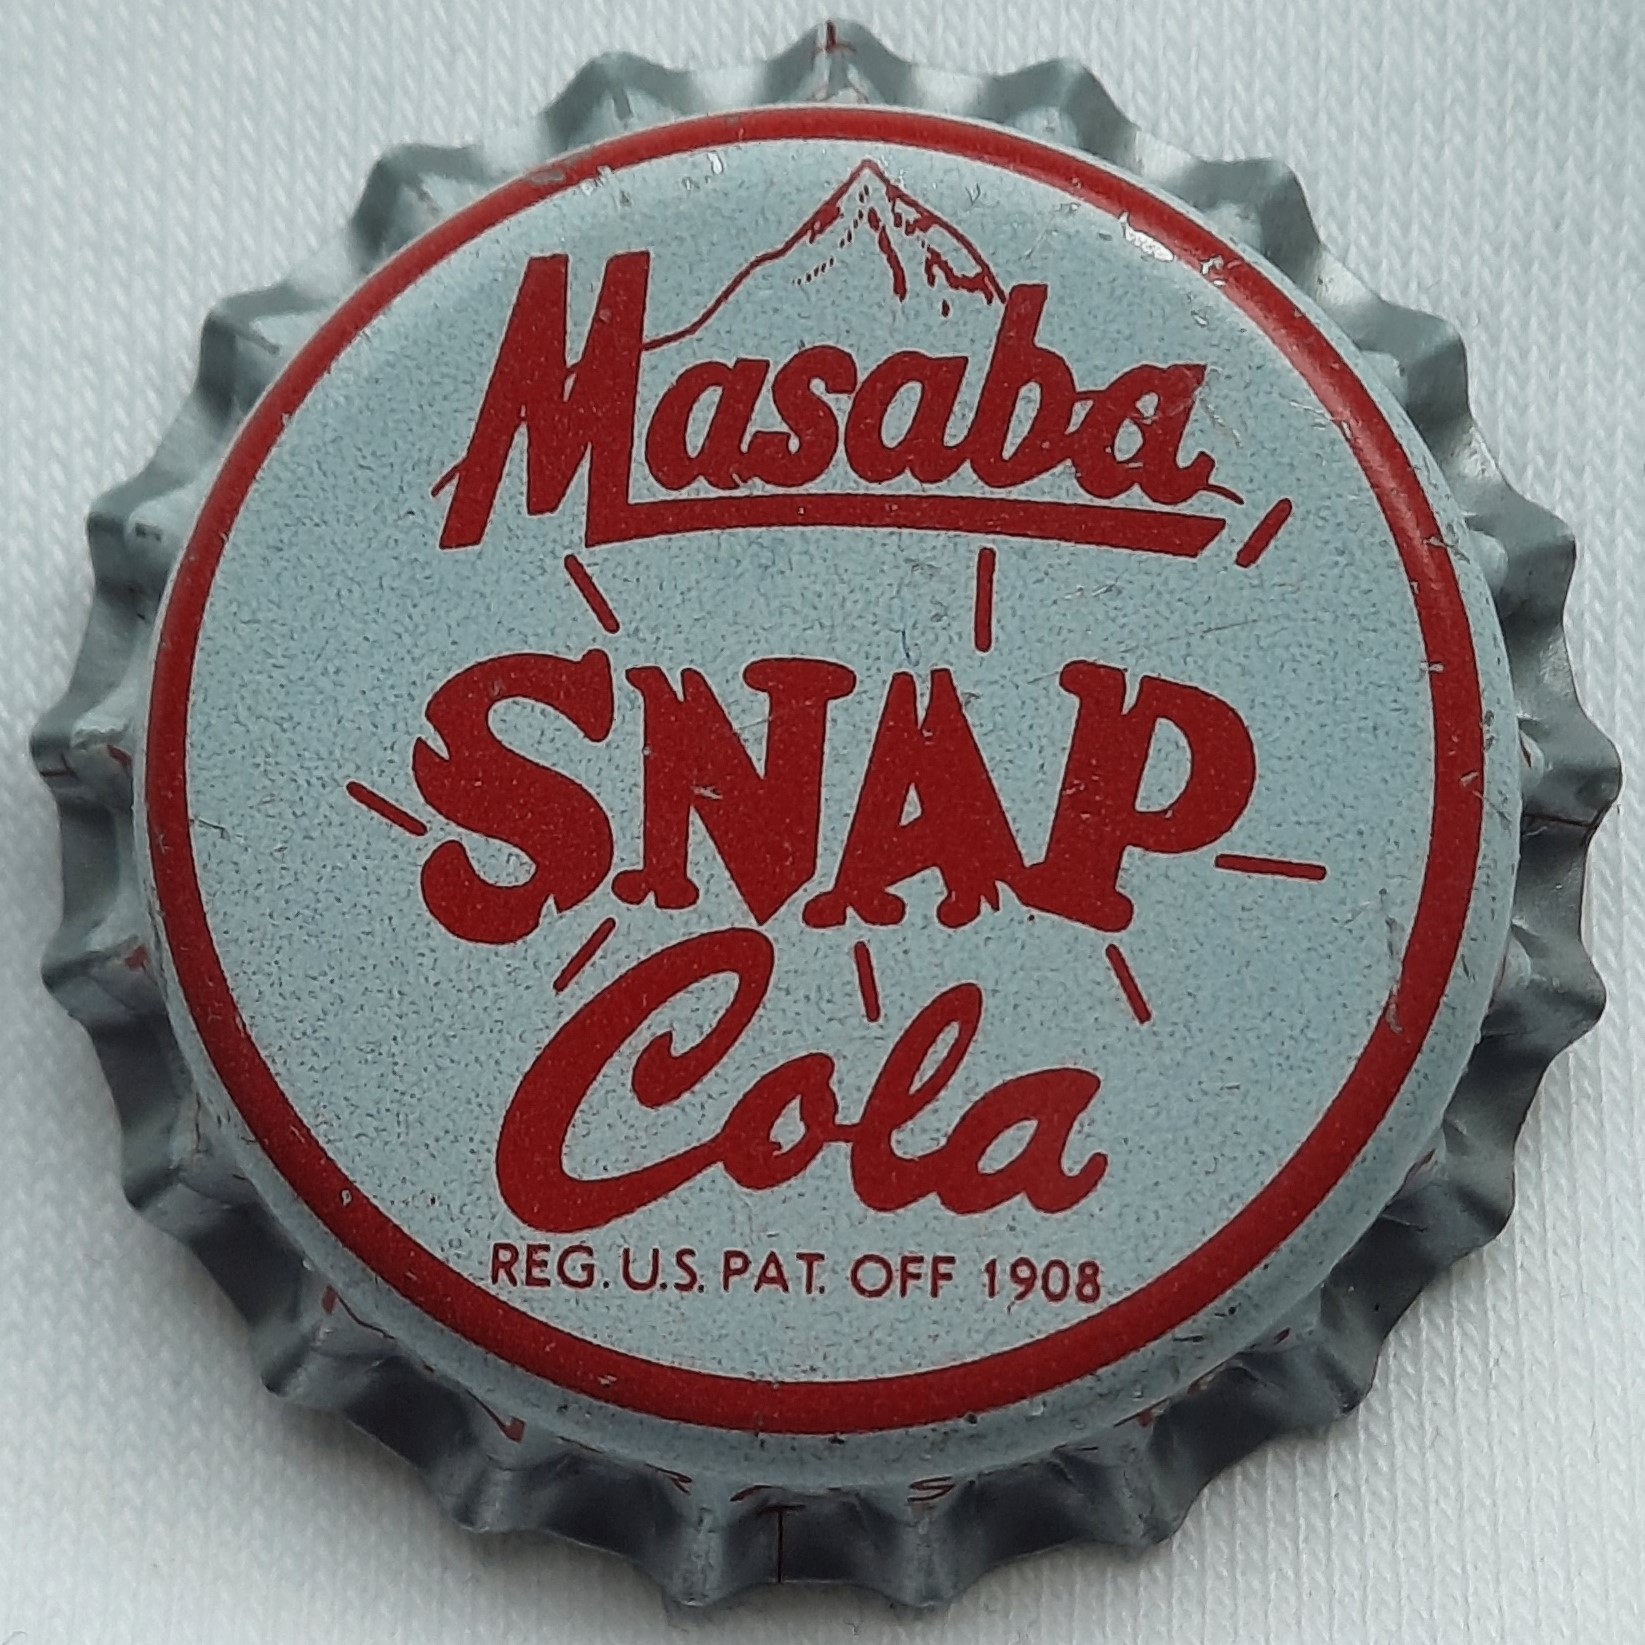 Masaba
SNAP
Cola
REG. U.S. PAT. OFF 1908